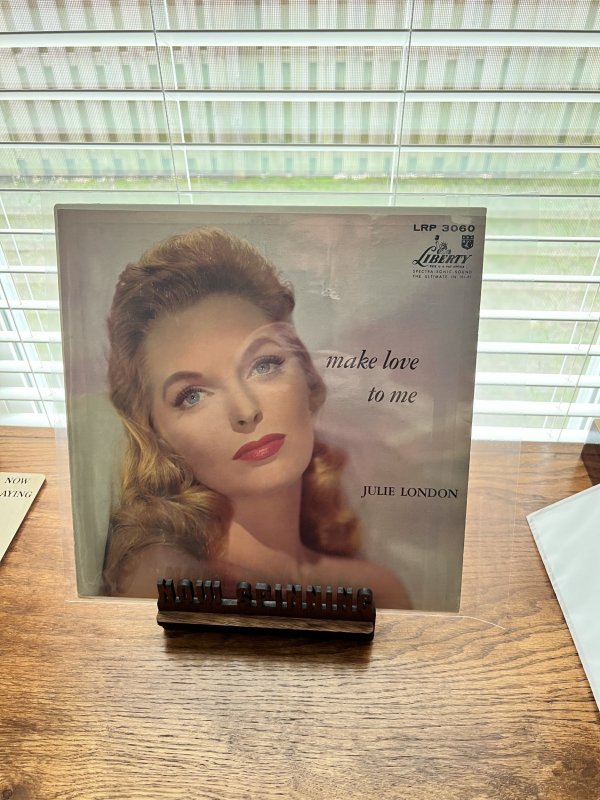 LRP 3060
LIBERTY
SPECTRA-SONIC-SOUND
THE ULTIMATE IN HI-FI
make love
to me
JULIE LONDON
NOW
AYING
NOW SPINNING